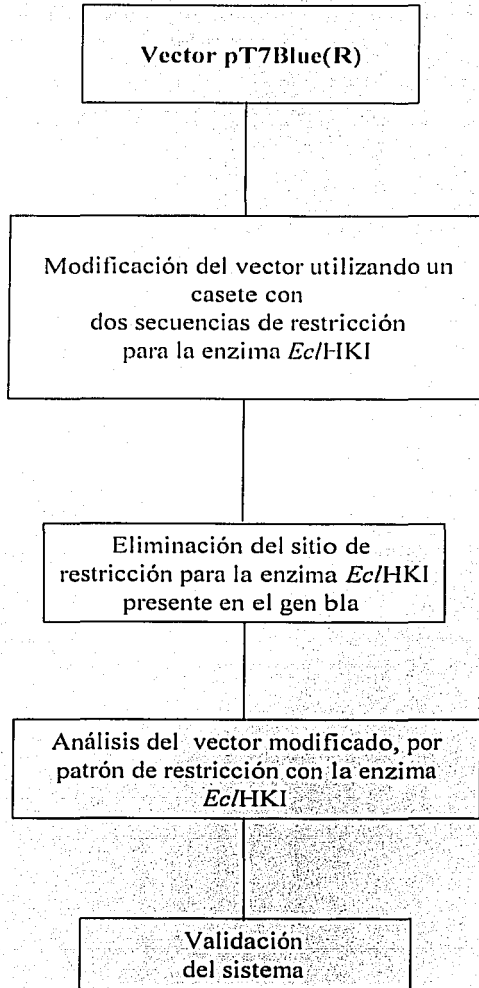 Vector pT7Blue(R)
Modificación del vector utilizando un
casete con
dos secuencias de restricción
para la enzima EclHKI
Eliminación del sitio de
restricción para la enzima EclHKI
presente en el gen bla
Análisis del vector modificado, por
patrón de restricción con la enzima
EclHKI
Validación
del sistema